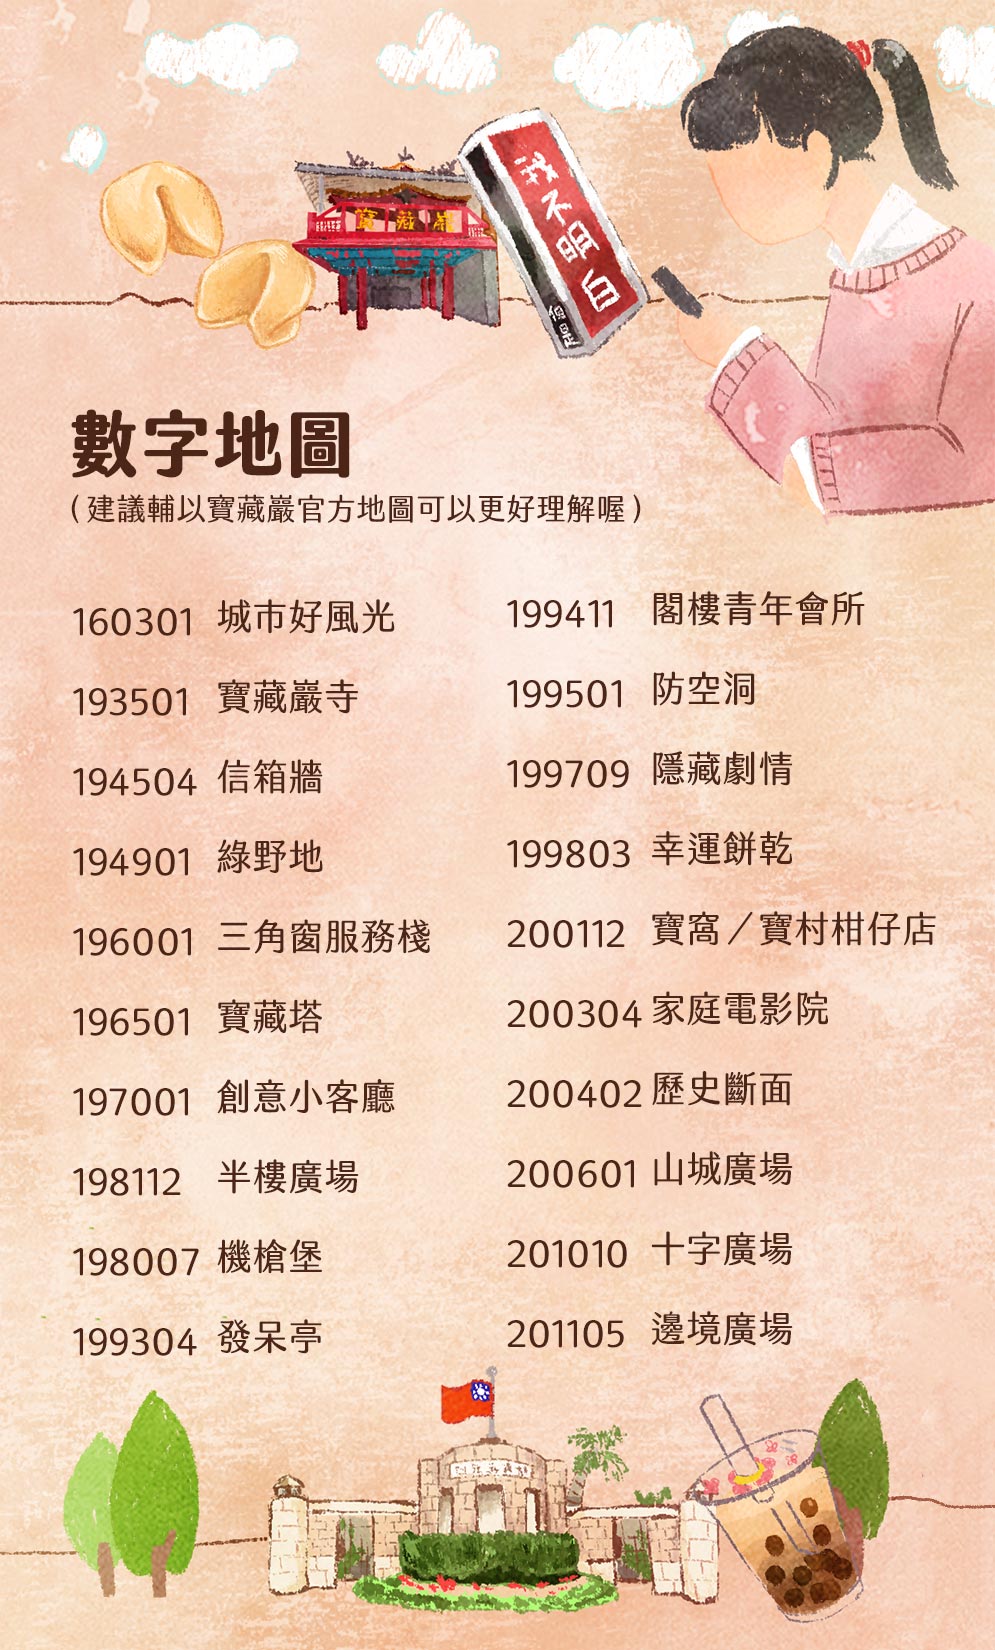 寶藏巖
我不明白
數字地圖
(建議輔以寶藏巖官方地圖可以更好理解喔)
160301 城市好風光
193501 寶藏巖寺
194504 信箱牆
194901 綠野地
196001 三角窗服務棧
196501 寶藏塔
197001 創意小客廳
198112 半樓廣場
198007 機槍堡
199304 發呆亭
199411 閣樓青年會所
199501 防空洞
199709 隱藏劇情
199803 幸運餅乾
200112 寶窩／寶村柑仔店
200304 家庭電影院
200402 歷史斷面
200601 山城廣場
201010 十字廣場
201105 邊境廣場